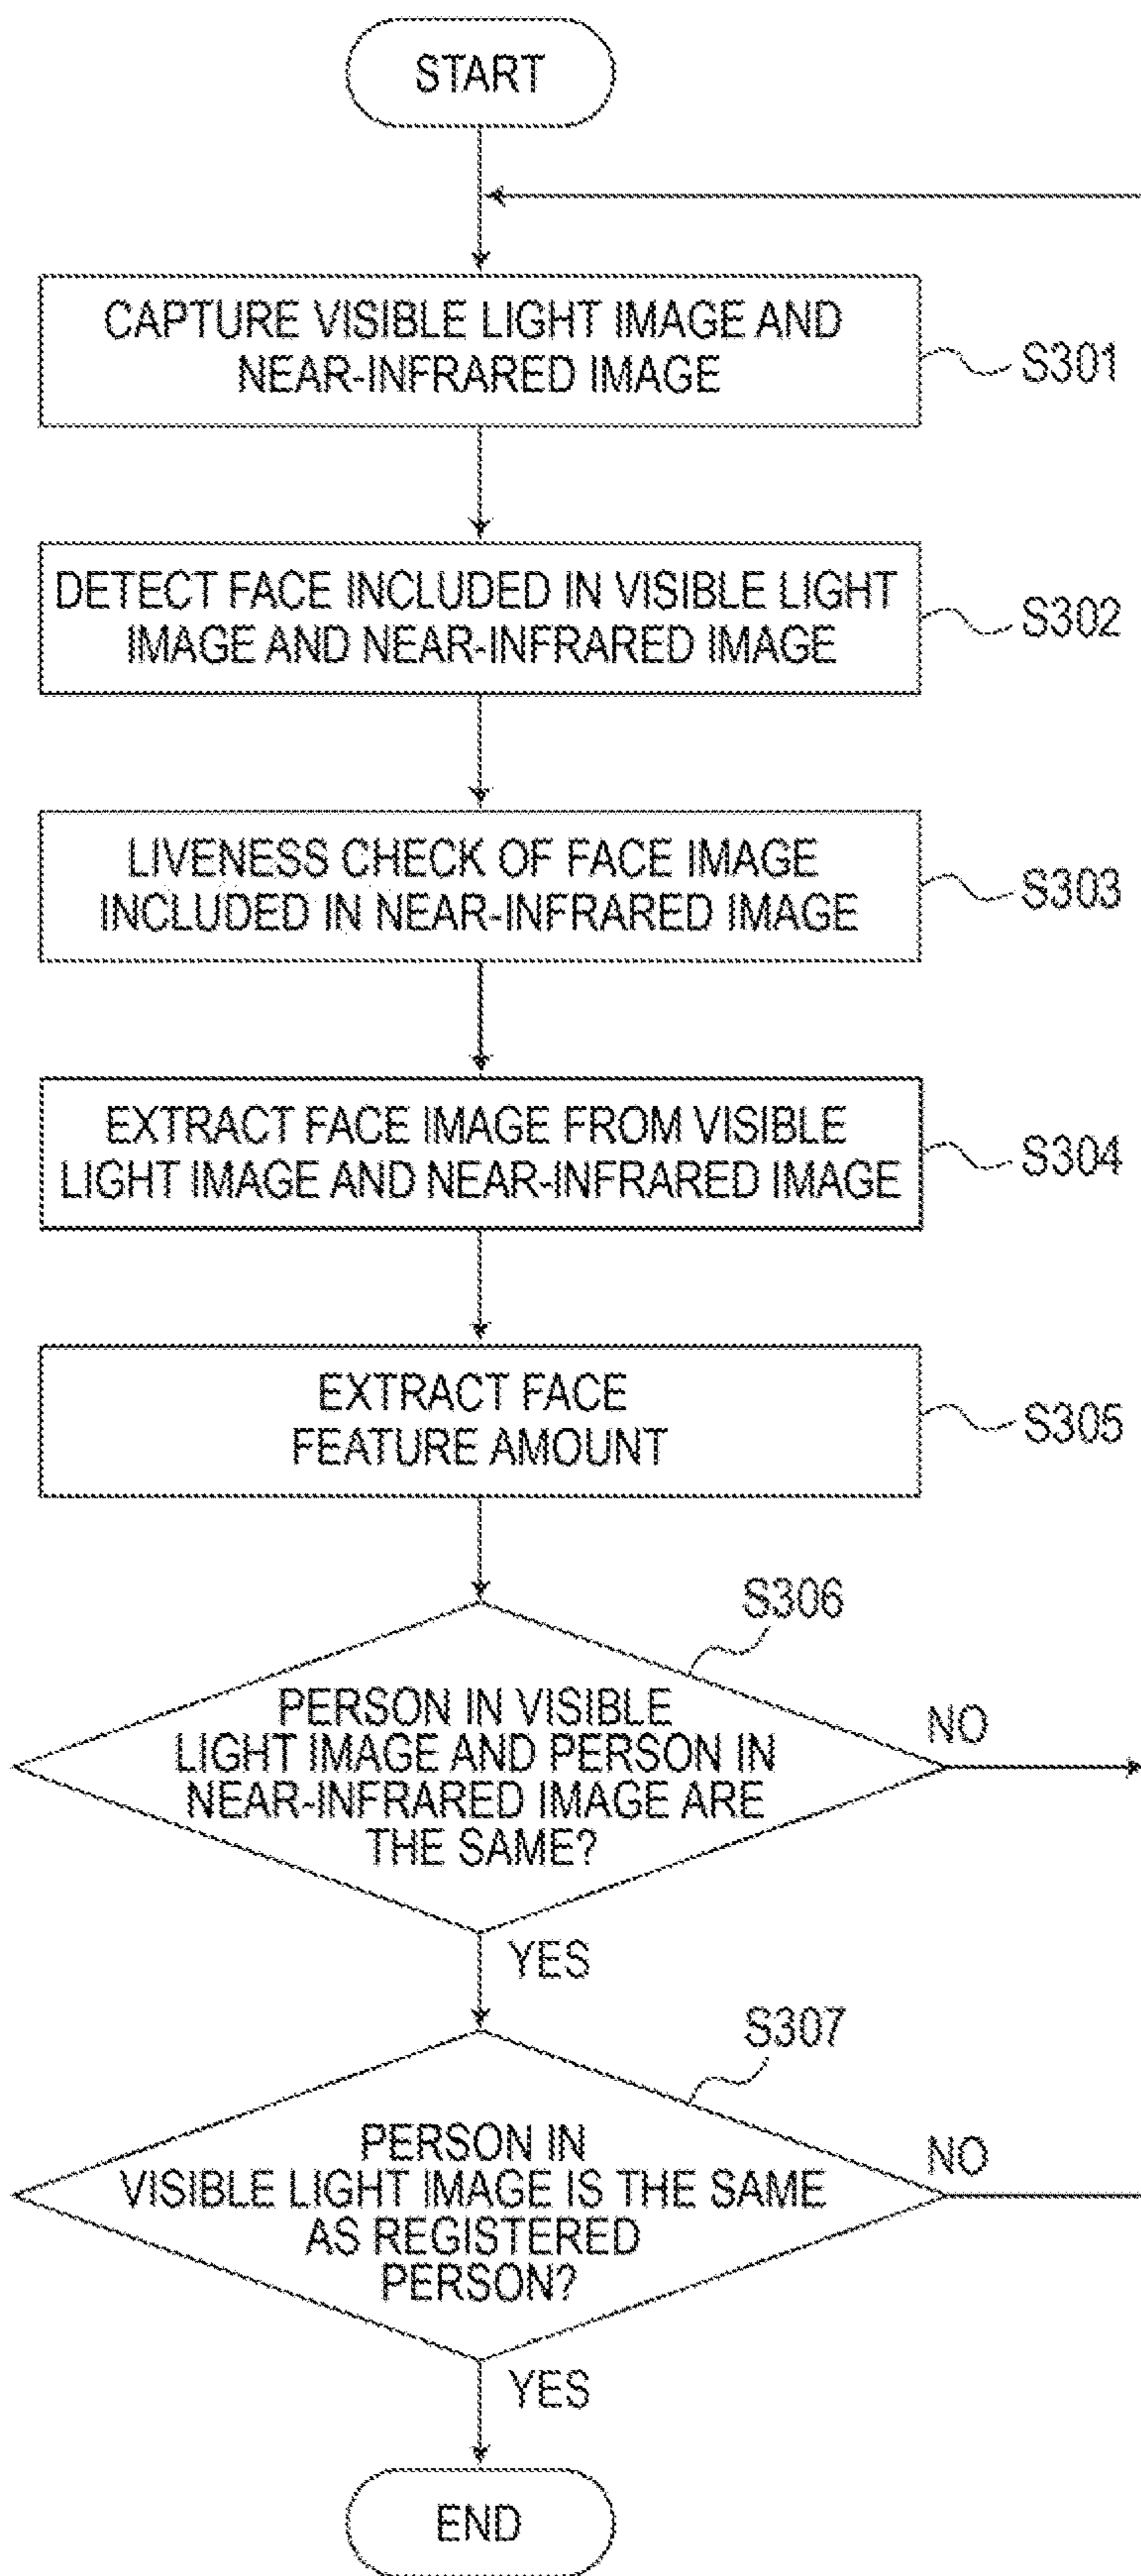 START
CAPTURE VISIBLE LIGHT IMAGE AND
NEAR-INFRARED IMAGE
S301
DETECT FACE INCLUDED IN VISIBLE LIGHT
IMAGE AND NEAR-INFRARED IMAGE
S302
LIVENESS CHECK OF FACE IMAGE
INCLUDED IN NEAR-INFRARED IMAGE
S303
EXTRACT FACE IMAGE FROM VISIBLE
LIGHT IMAGE AND NEAR-INFRARED IMAGE
S304
EXTRACT FACE
FEATURE AMOUNT
S305
S306
PERSON IN VISIBLE
LIGHT IMAGE AND PERSON IN
NEAR-INFRARED IMAGE ARE
THE SAME?
NO
YES
S307
PERSON IN
VISIBLE LIGHT IMAGE IS THE SAME
AS REGISTERED
PERSON?
NO
YES
END